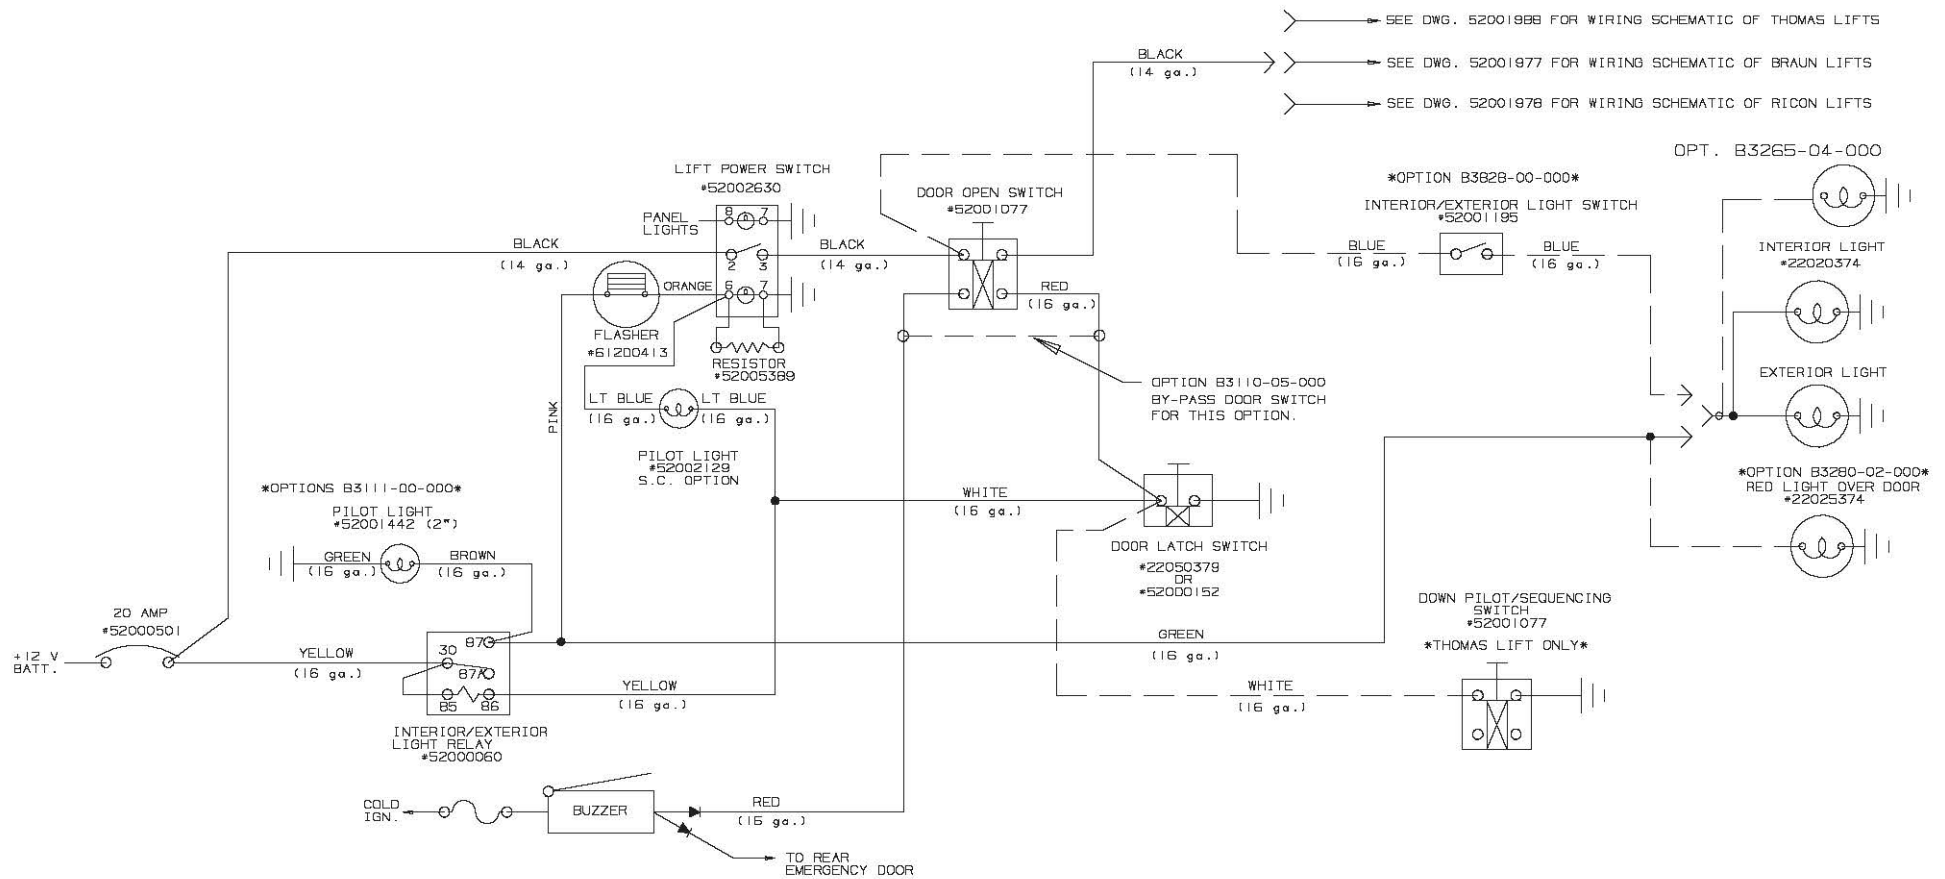 SEE DWG. 52001988 FOR WIRING SCHEMATIC OF THOMAS LIFTS
BLACK
(14 ga.)
SEE DWG. 52001977 FOR WIRING SCHEMATIC OF BRAUN LIFTS
SEE DWG. 52001978 FOR WIRING SCHEMATIC OF RICON LIFTS
OPT. B3265-04-000
LIFT POWER SWITCH
*52002630
DOOR OPEN SWITCH
*52001077
*OPTION B3828-00-000*
INTERIOR/EXTERIOR LIGHT SWITCH
*52001195
PANEL
LIGHTS
8 7
BLACK
(14 ga.)
2 3
BLACK
(14 ga.)
BLUE
(16 ga.)
BLUE
(16 ga.)
INTERIOR LIGHT
*22020374
ORANGE
6 7
RED
(16 ga.)
FLASHER
*61200413
RESISTOR
*52005389
OPTION B3110-05-000
BY-PASS DOOR SWITCH
FOR THIS OPTION.
EXTERIOR LIGHT
LT BLUE
(16 ga.)
LT BLUE
(16 ga.)
PINK
PILOT LIGHT
*52002129
S.C. OPTION
*OPTION B3280-02-000*
RED LIGHT OVER DOOR
*22025374
*OPTIONS B3111-00-000*
PILOT LIGHT
*52001442 (2")
WHITE
(16 ga.)
GREEN
(16 ga.)
BROWN
(16 ga.)
DOOR LATCH SWITCH
*22050379
OR
*52000152
DOWN PILOT/SEQUENCING
SWITCH
*52001077
*THOMAS LIFT ONLY*
20 AMP
*52000501
+12 V
BATT.
YELLOW
(16 ga.)
87
30
87A
85 86
GREEN
(16 ga.)
YELLOW
(16 ga.)
WHITE
(16 ga.)
INTERIOR/EXTERIOR
LIGHT RELAY
*52000060
COLD
IGN.
BUZZER
RED
(16 ga.)
TO REAR
EMERGENCY DOOR